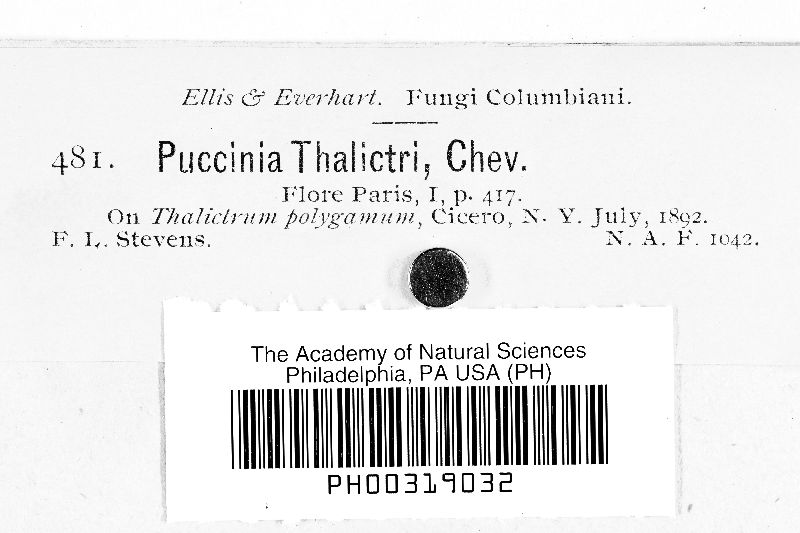 Ellis & Everhart. Fungi Columbiani.
481. Puccinia Thalictri, Chev.
Flore Paris, I, p. 417.
On Thalictrum polygamum, Cicero, N. Y. July, 1892.
F. L. Stevens. N. A. F. 1042.
The Academy of Natural Sciences
Philadelphia, PA USA (PH)
PH00319032